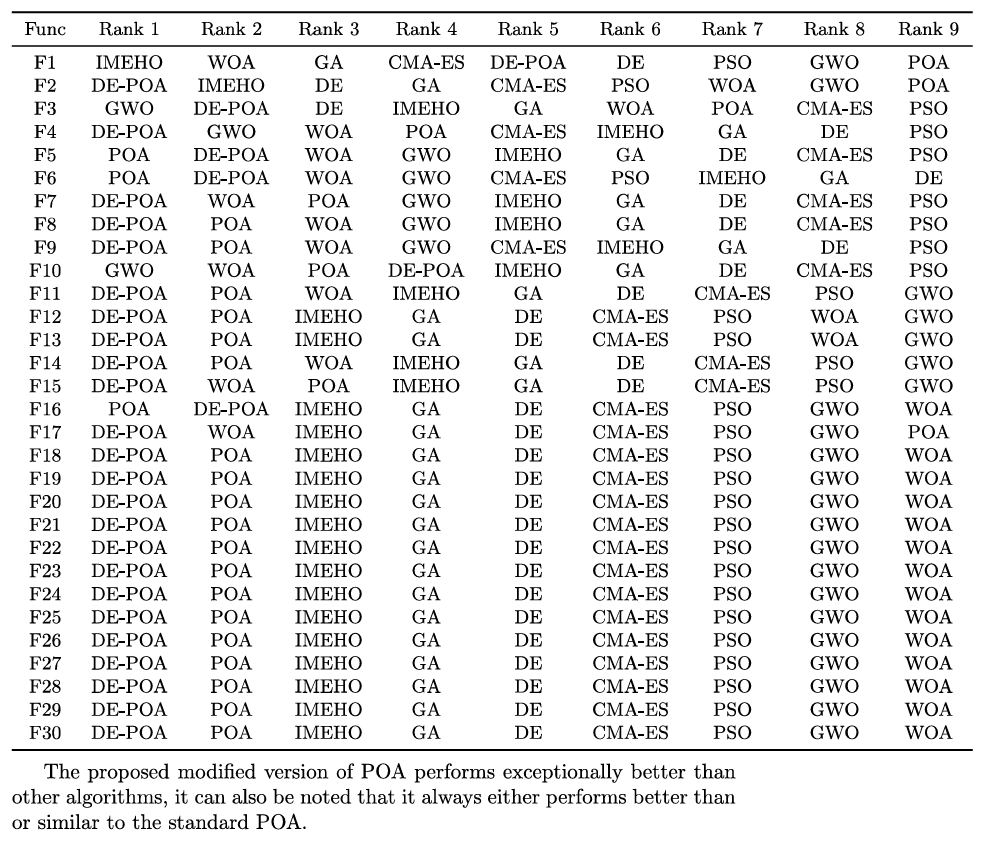 Func Rank 1 Rank 2 Rank 3 Rank 4 Rank 5 Rank 6 Rank 7 Rank 8 Rank 9
F1 IMEHO WOA GA CMA-ES DE-POA DE PSO GWO POA
F2 DE-POA IMEHO DE GA CMA-ES PSO WOA GWO POA
F3 GWO DE-POA DE IMEHO GA WOA POA CMA-ES PSO
F4 DE-POA GWO WOA POA CMA-ES IMEHO GA DE PSO
F5 POA DE-POA WOA GWO IMEHO GA DE CMA-ES PSO
F6 POA DE-POA WOA GWO CMA-ES PSO IMEHO GA DE
F7 DE-POA WOA POA GWO IMEHO GA DE CMA-ES PSO
F8 DE-POA POA WOA GWO IMEHO GA DE CMA-ES PSO
F9 DE-POA POA WOA GWO CMA-ES IMEHO GA DE PSO
F10 GWO WOA POA DE-POA IMEHO GA DE CMA-ES PSO
F11 DE-POA POA WOA IMEHO GA DE CMA-ES PSO GWO
F12 DE-POA POA IMEHO GA DE CMA-ES PSO WOA GWO
F13 DE-POA POA IMEHO GA DE CMA-ES PSO WOA GWO
F14 DE-POA POA WOA IMEHO GA DE CMA-ES PSO GWO
F15 DE-POA WOA POA IMEHO GA DE CMA-ES PSO GWO
F16 POA DE-POA IMEHO GA DE CMA-ES PSO GWO WOA
F17 DE-POA WOA IMEHO GA DE CMA-ES PSO GWO POA
F18 DE-POA POA IMEHO GA DE CMA-ES PSO GWO WOA
F19 DE-POA POA IMEHO GA DE CMA-ES PSO GWO WOA
F20 DE-POA POA IMEHO GA DE CMA-ES PSO GWO WOA
F21 DE-POA POA IMEHO GA DE CMA-ES PSO GWO WOA
F22 DE-POA POA IMEHO GA DE CMA-ES PSO GWO WOA
F23 DE-POA POA IMEHO GA DE CMA-ES PSO GWO WOA
F24 DE-POA POA IMEHO GA DE CMA-ES PSO GWO WOA
F25 DE-POA POA IMEHO GA DE CMA-ES PSO GWO WOA
F26 DE-POA POA IMEHO GA DE CMA-ES PSO GWO WOA
F27 DE-POA POA IMEHO GA DE CMA-ES PSO GWO WOA
F28 DE-POA POA IMEHO GA DE CMA-ES PSO GWO WOA
F29 DE-POA POA IMEHO GA DE CMA-ES PSO GWO WOA
F30 DE-POA POA IMEHO GA DE CMA-ES PSO GWO WOA
The proposed modified version of POA performs exceptionally better than
other algorithms, it can also be noted that it always either performs better than
or similar to the standard POA.